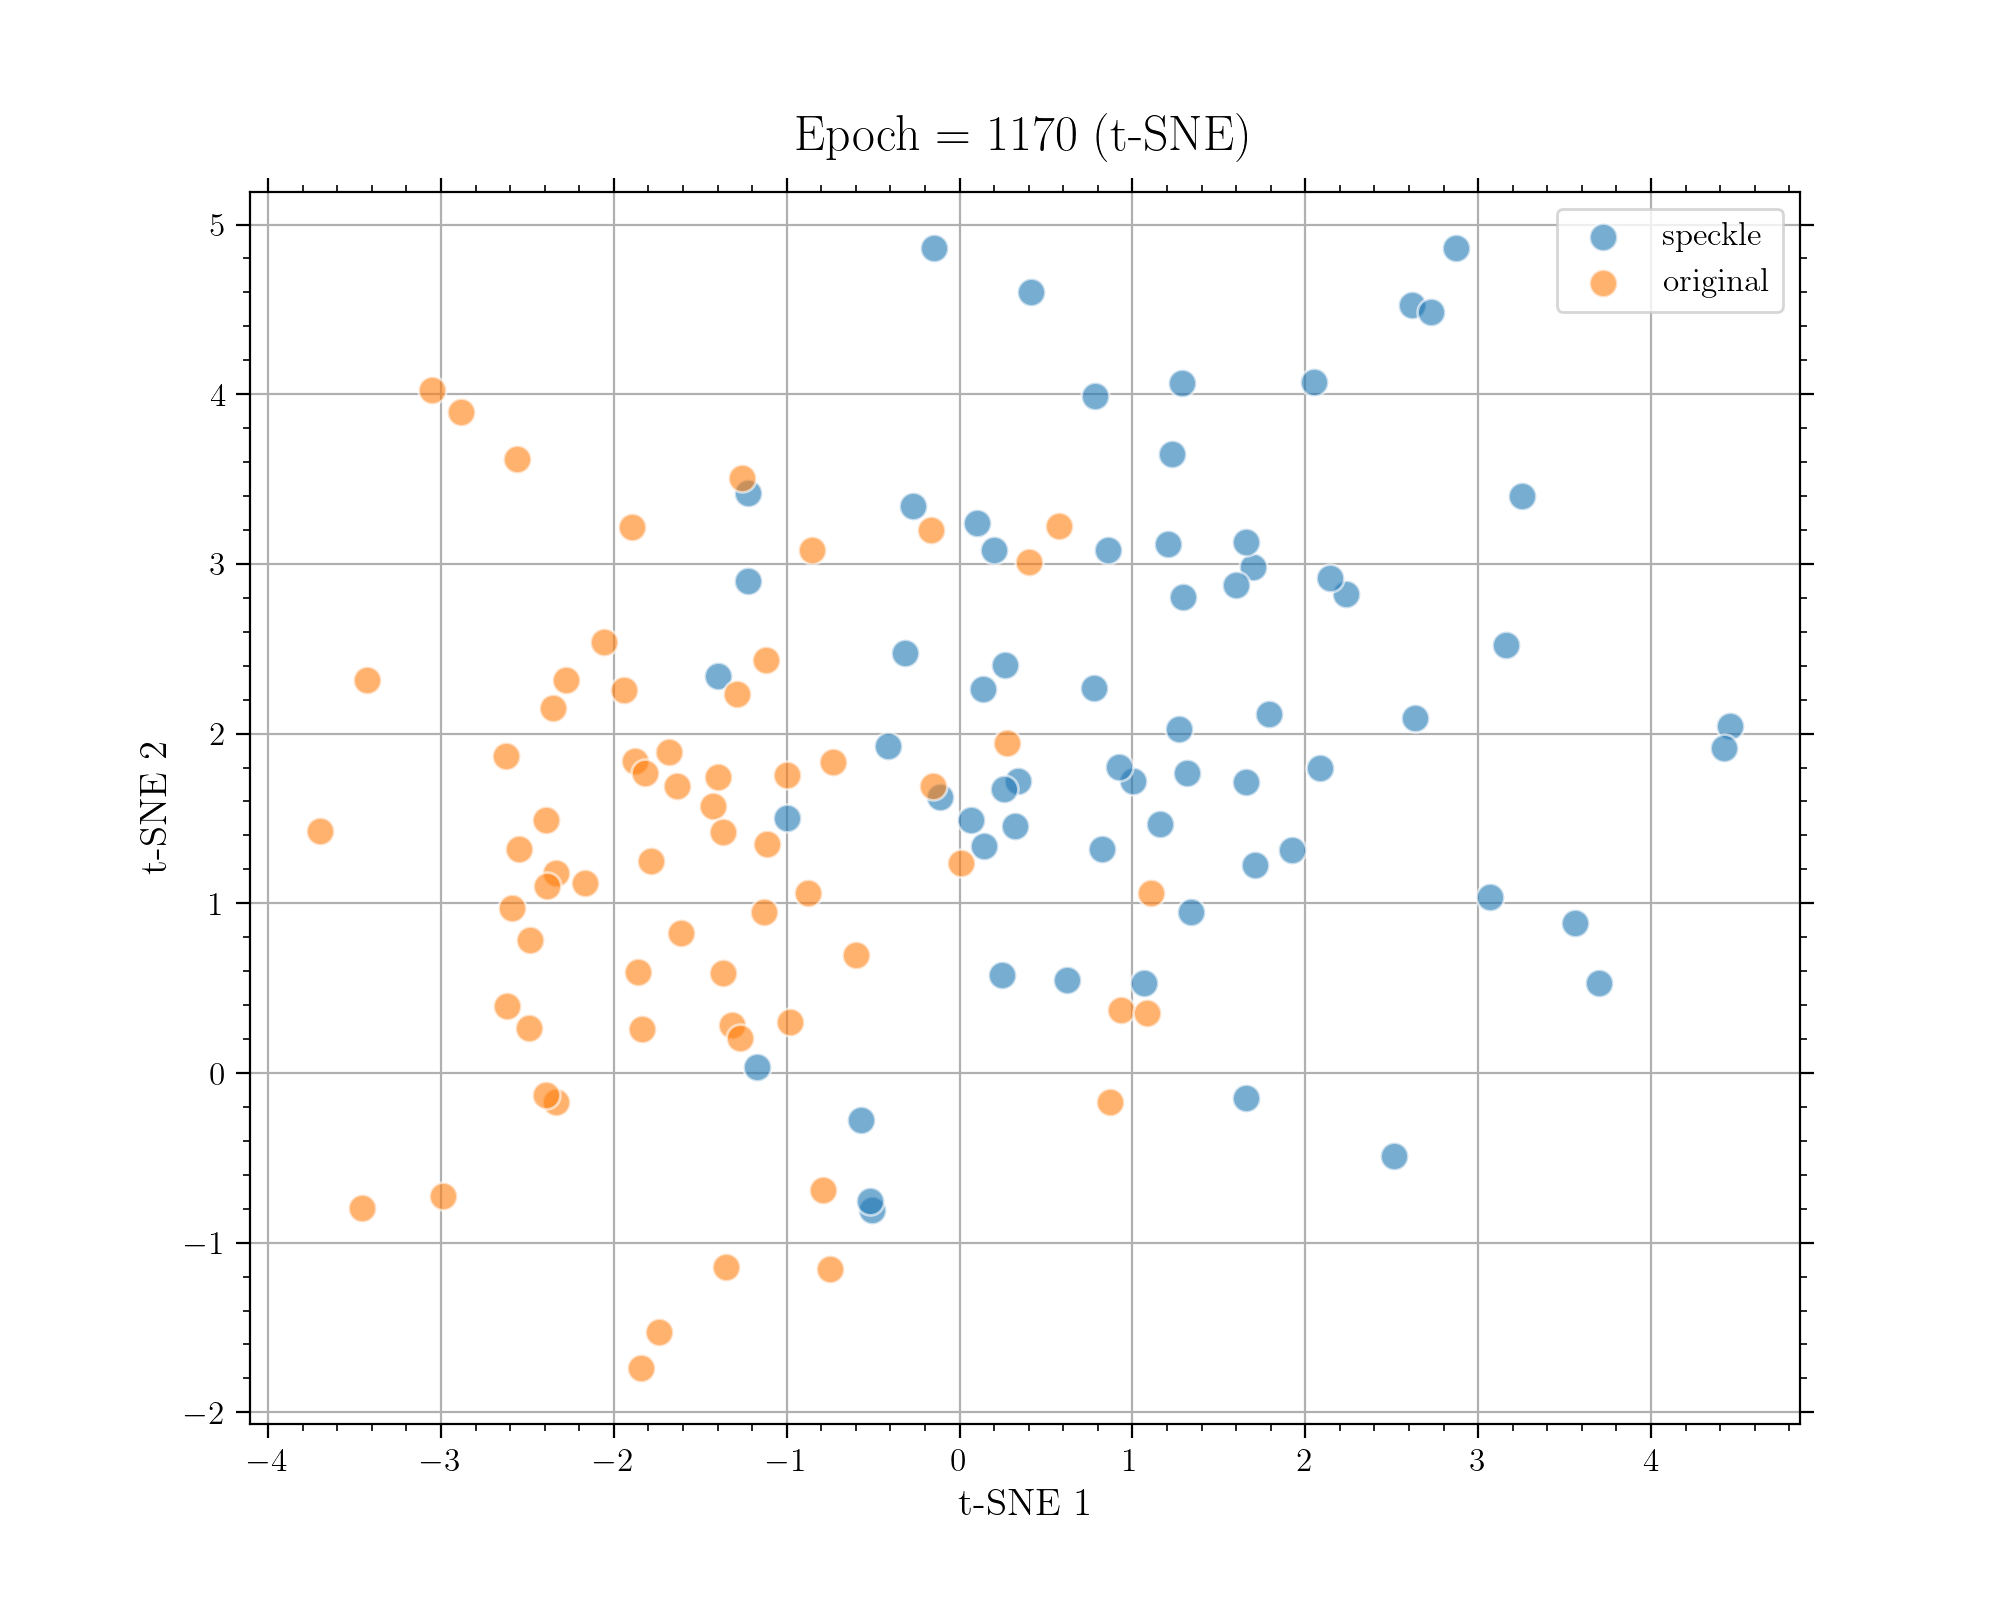 Epoch = 1170 (t-SNE)
speckle
original
5
4
3
2
1
0
−1
−2
t-SNE 2
−4 −3 −2 −1 0 1 2 3 4
t-SNE 1